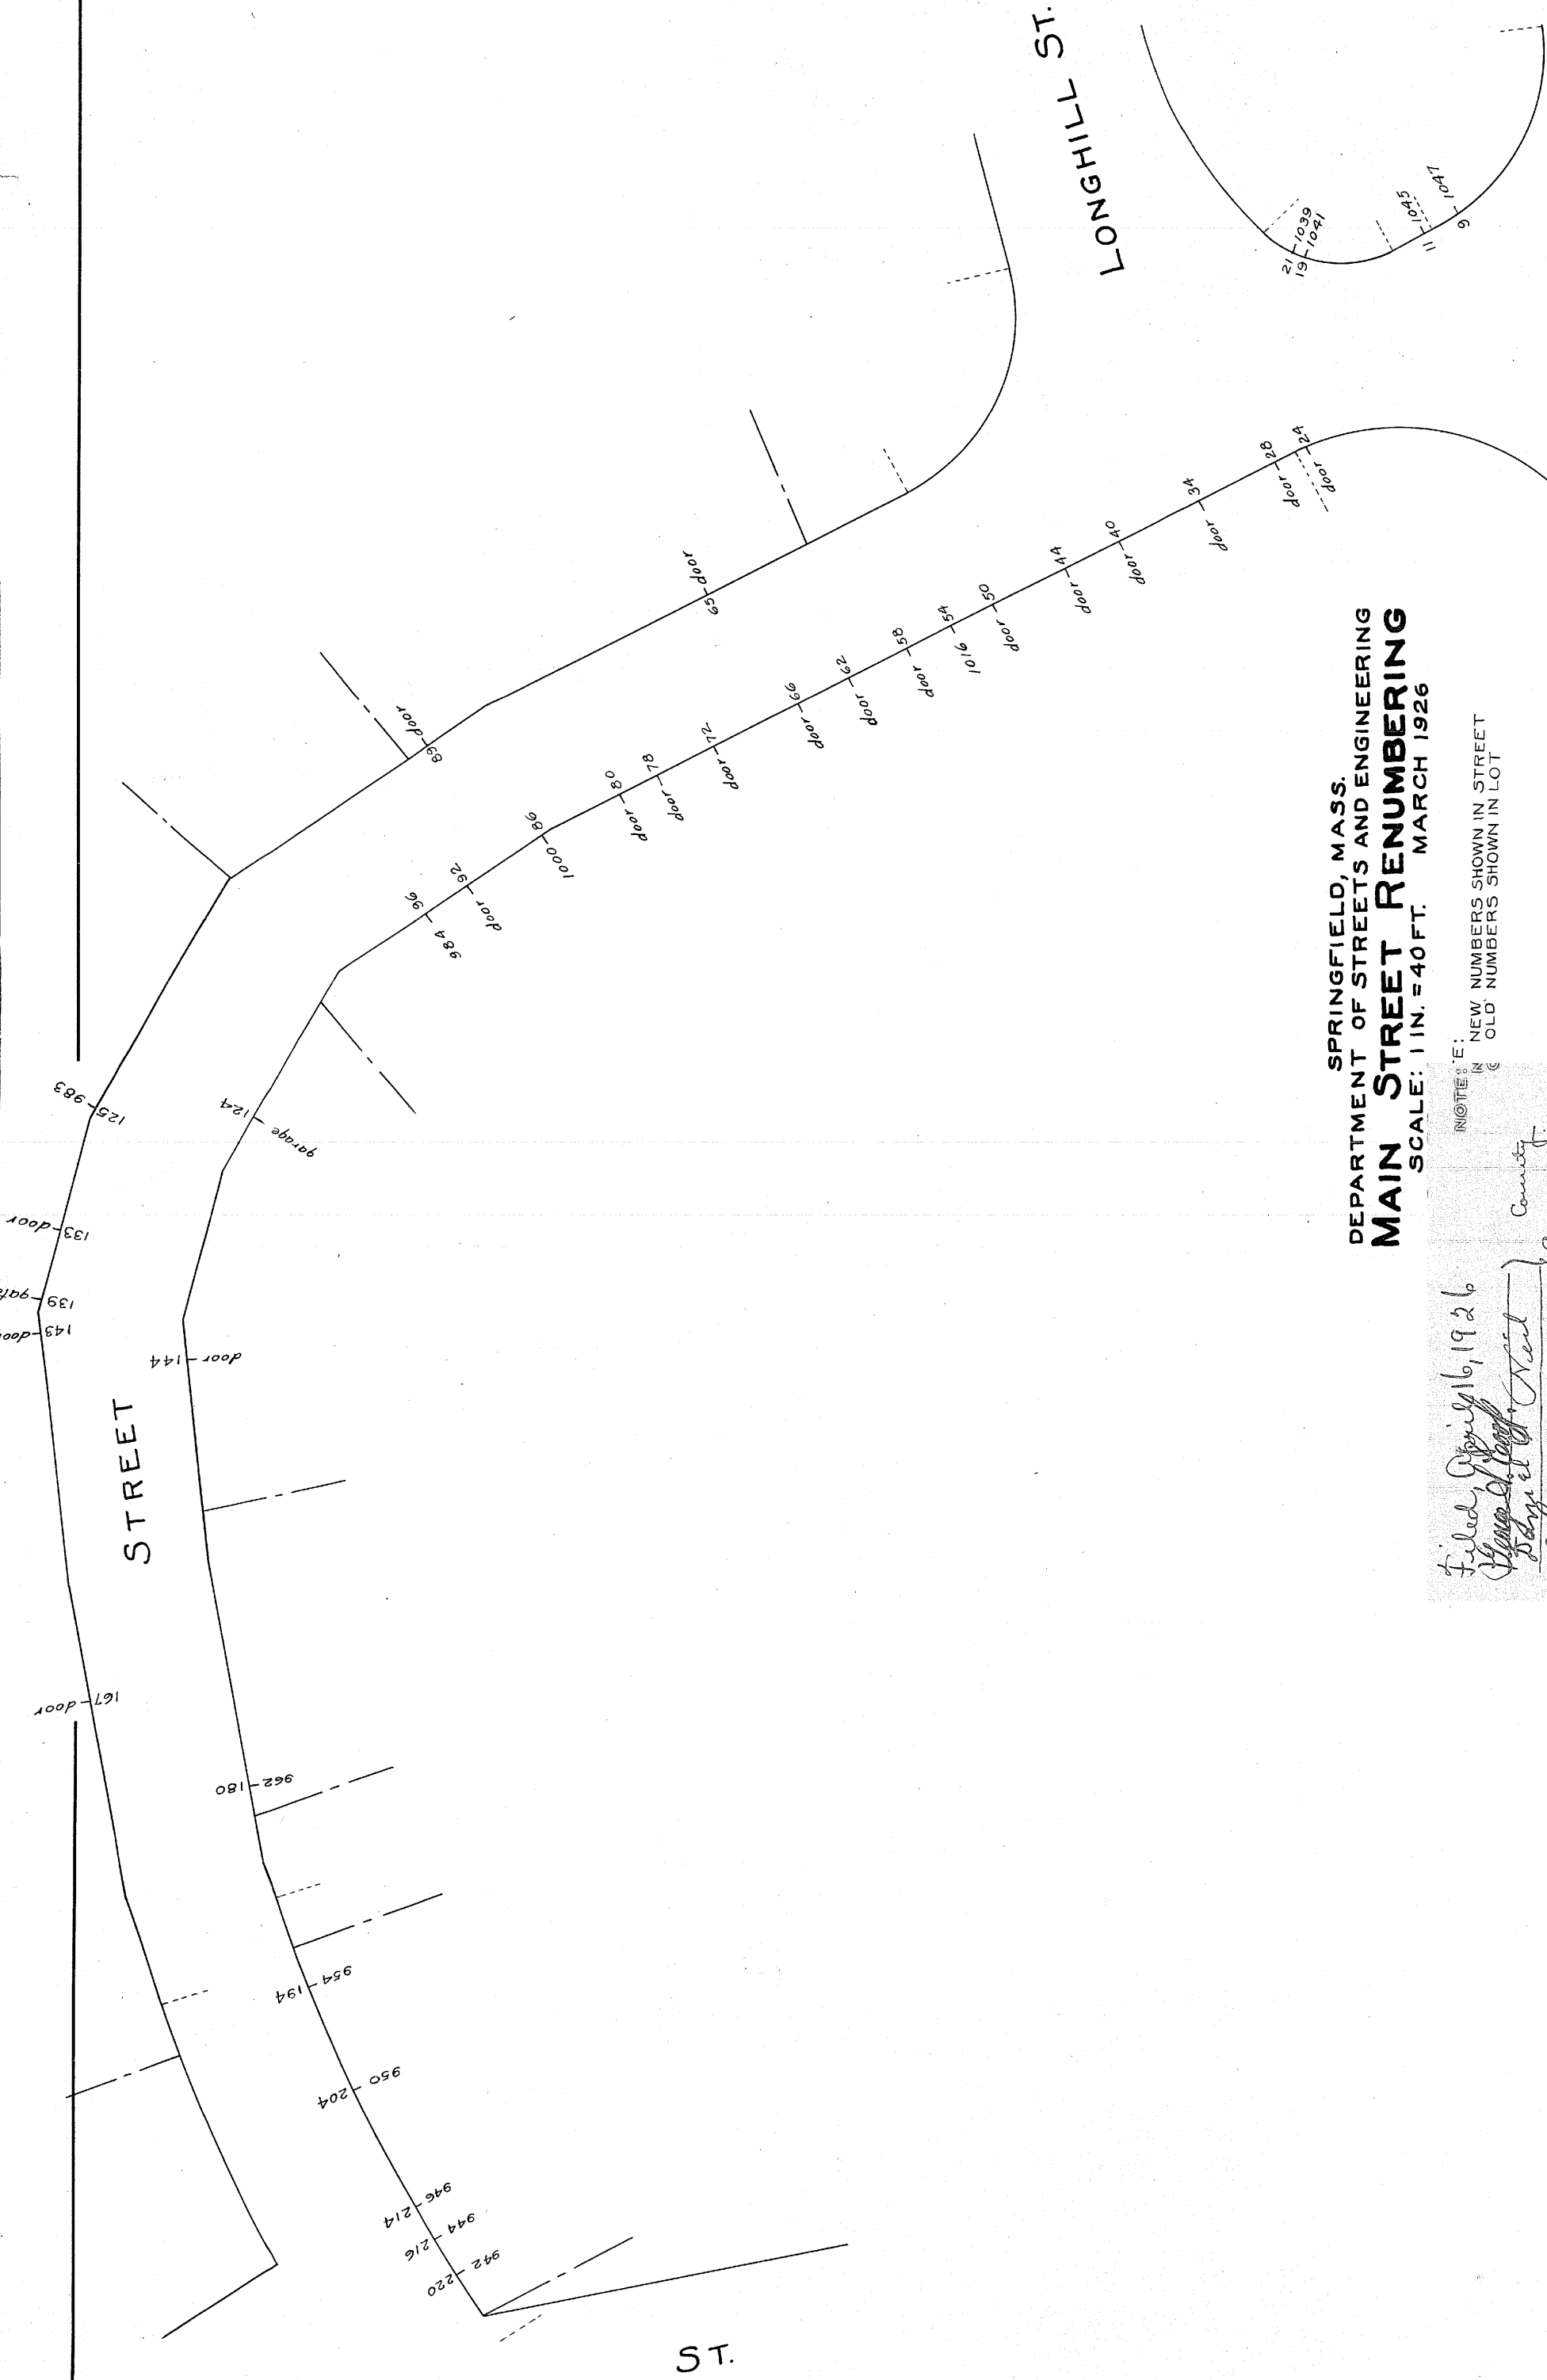 LONGHILL ST.
21 1039
19 1041
11 1045
9 1047
65 door
89 door
125 983
133 door
139
143
167 door
24 door
28 door
34 door
40 door
44 door
50 door
54 1016
58 door
62 door
66 door
72 door
78 door
80 door
86 1000
92 door
96 984
124 garage
144 door
180 962
194 954
204 950
214 946
216 944
220 942
STREET
ST.
SPRINGFIELD, MASS.
DEPARTMENT OF STREETS AND ENGINEERING
MAIN STREET RENUMBERING
SCALE: 1 IN. = 40 FT. MARCH 1926
NOTE:
NEW NUMBERS SHOWN IN STREET
OLD NUMBERS SHOWN IN LOT
Filed, April 16, 1926
County